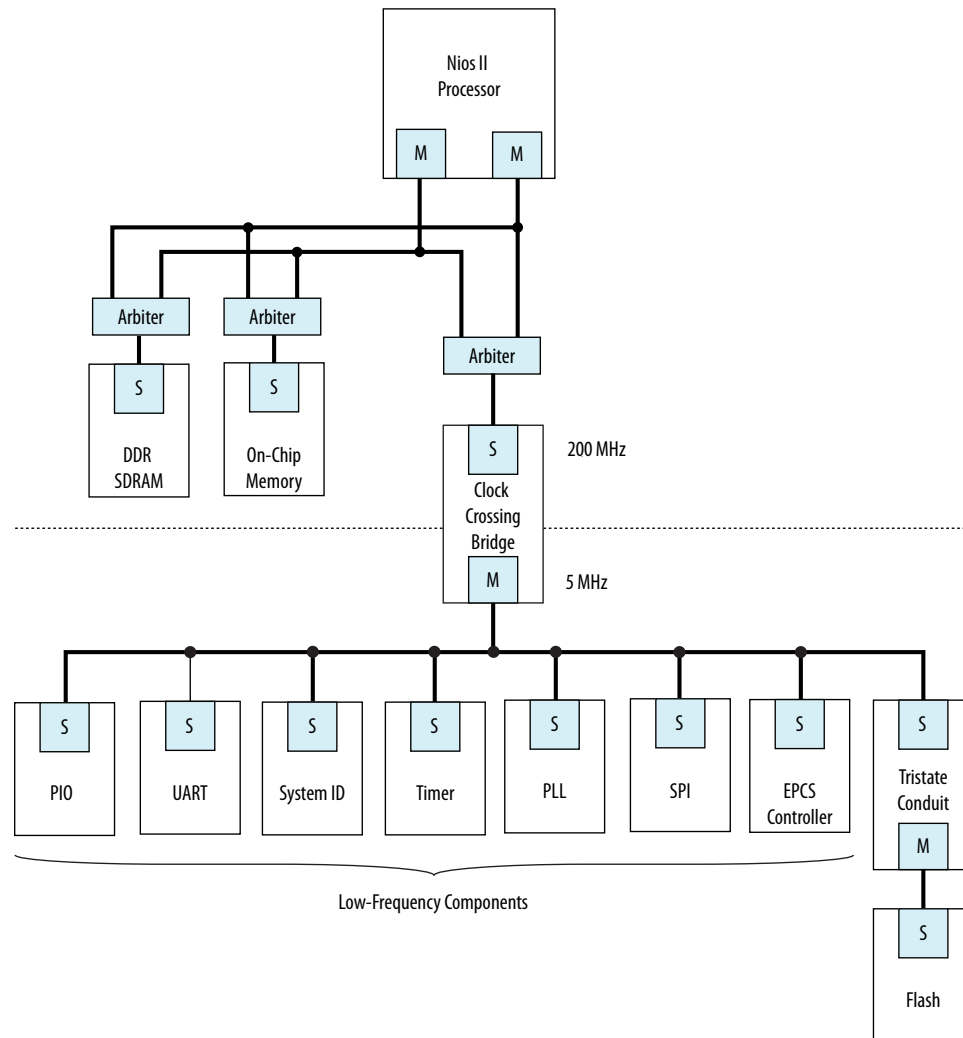 Nios II
Processor
M
M
Arbiter
Arbiter
Arbiter
S
S
DDR
SDRAM
On-Chip
Memory
S
200 MHz
Clock
Crossing
Bridge
M
5 MHz
S
S
S
S
S
S
S
S
PIO
UART
System ID
Timer
PLL
SPI
EPCS
Controller
Tristate
Conduit
M
Low-Frequency Components
S
Flash